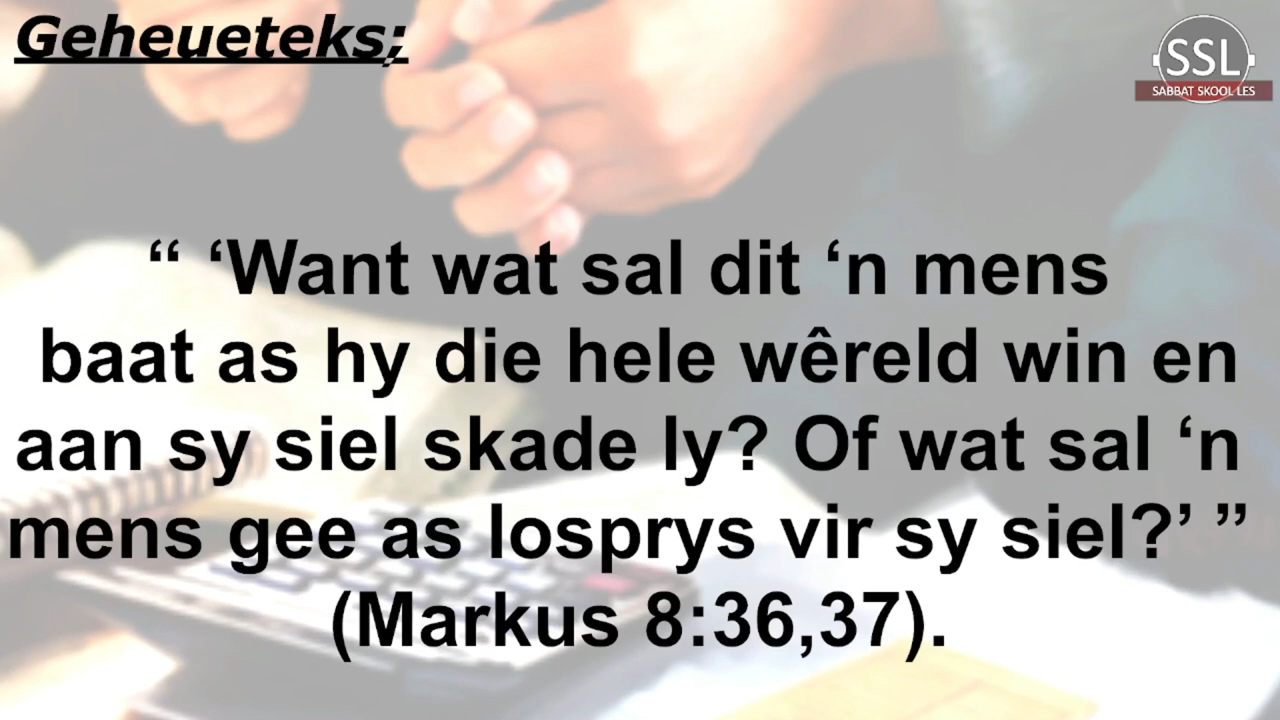 Geheueteks;
SSL
SABBAT SKOOL LES
“ ‘Want wat sal dit ‘n mens
baat as hy die hele wêreld win en
aan sy siel skade ly? Of wat sal ‘n
mens gee as losprys vir sy siel?’ ”
(Markus 8:36,37).